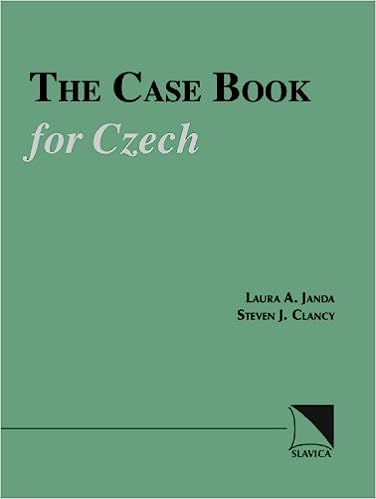 THE CASE BOOK
for Czech
LAURA A. JANDA
STEVEN J. CLANCY
SLAVICA